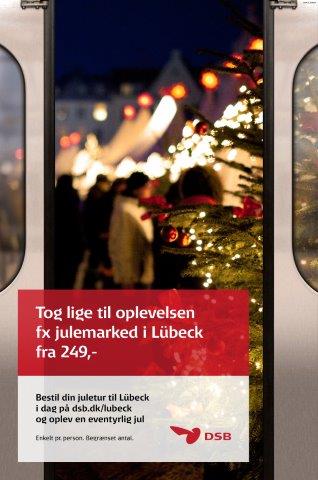 Tog lige til oplevelsen
fx julemarked i Lübeck
fra 249,-
Bestil din juletur til Lübeck
i dag på dsb.dk/lubeck
og oplev en eventyrlig jul
Enkelt pr. person. Begrænset antal.
DSB